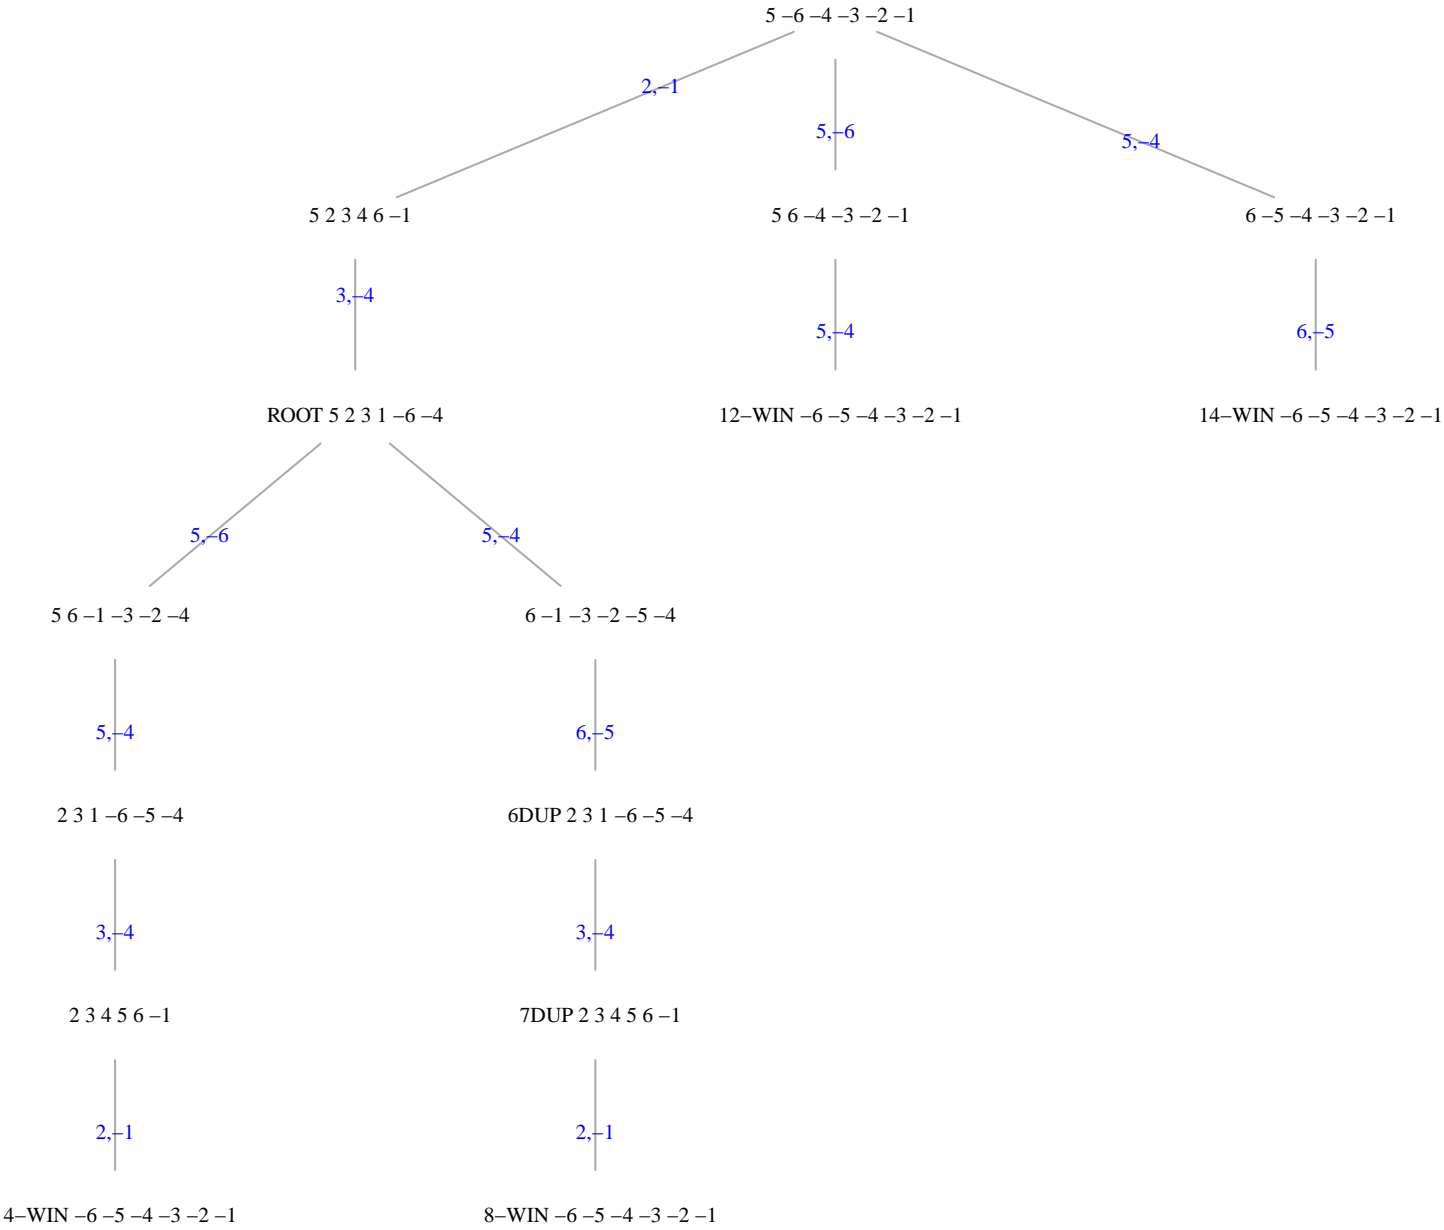 5 –6 –4 –3 –2 –1
2,–1
5,–6
5,–4
5 2 3 4 6 –1
5 6 –4 –3 –2 –1
6 –5 –4 –3 –2 –1
3,–4
5,–4
6,–5
ROOT 5 2 3 1 –6 –4
12–WIN –6 –5 –4 –3 –2 –1
14–WIN –6 –5 –4 –3 –2 –1
5,–6
5,–4
5 6 –1 –3 –2 –4
6 –1 –3 –2 –5 –4
5,–4
6,–5
2 3 1 –6 –5 –4
6DUP 2 3 1 –6 –5 –4
3,–4
3,–4
2 3 4 5 6 –1
7DUP 2 3 4 5 6 –1
2,–1
2,–1
4–WIN –6 –5 –4 –3 –2 –1
8–WIN –6 –5 –4 –3 –2 –1